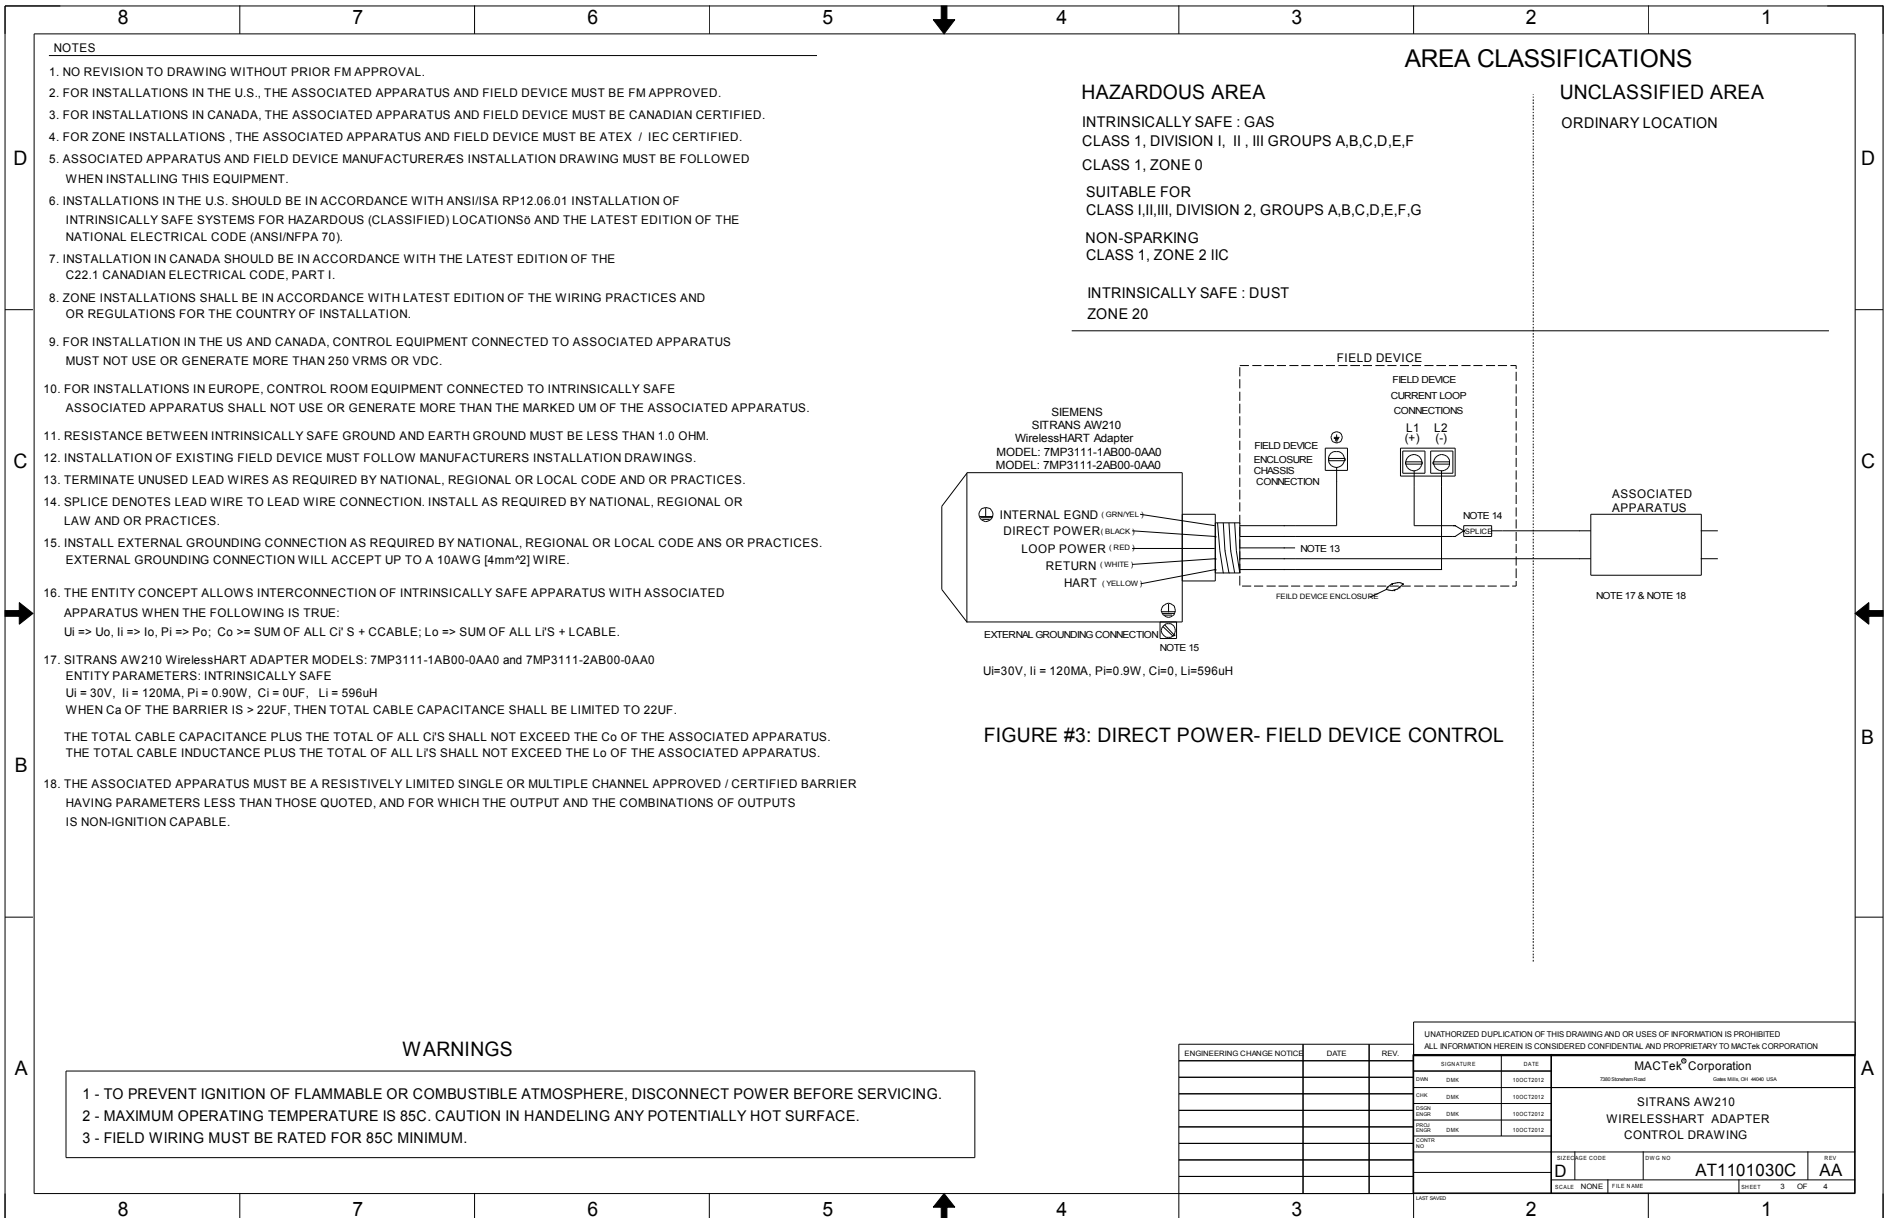 8 7 6 5 4 3 2 1
NOTES
1. NO REVISION TO DRAWING WITHOUT PRIOR FM APPROVAL.
2. FOR INSTALLATIONS IN THE U.S., THE ASSOCIATED APPARATUS AND FIELD DEVICE MUST BE FM APPROVED.
3. FOR INSTALLATIONS IN CANADA, THE ASSOCIATED APPARATUS AND FIELD DEVICE MUST BE CANADIAN CERTIFIED.
4. FOR ZONE INSTALLATIONS , THE ASSOCIATED APPARATUS AND FIELD DEVICE MUST BE ATEX / IEC CERTIFIED.
5. ASSOCIATED APPARATUS AND FIELD DEVICE MANUFACTURERÆS INSTALLATION DRAWING MUST BE FOLLOWED
WHEN INSTALLING THIS EQUIPMENT.
6. INSTALLATIONS IN THE U.S. SHOULD BE IN ACCORDANCE WITH ANSI/ISA RP12.06.01 INSTALLATION OF
INTRINSICALLY SAFE SYSTEMS FOR HAZARDOUS (CLASSIFIED) LOCATIONSö AND THE LATEST EDITION OF THE
NATIONAL ELECTRICAL CODE (ANSI/NFPA 70).
7. INSTALLATION IN CANADA SHOULD BE IN ACCORDANCE WITH THE LATEST EDITION OF THE
C22.1 CANADIAN ELECTRICAL CODE, PART I.
8. ZONE INSTALLATIONS SHALL BE IN ACCORDANCE WITH LATEST EDITION OF THE WIRING PRACTICES AND
OR REGULATIONS FOR THE COUNTRY OF INSTALLATION.
9. FOR INSTALLATION IN THE US AND CANADA, CONTROL EQUIPMENT CONNECTED TO ASSOCIATED APPARATUS
MUST NOT USE OR GENERATE MORE THAN 250 VRMS OR VDC.
10. FOR INSTALLATIONS IN EUROPE, CONTROL ROOM EQUIPMENT CONNECTED TO INTRINSICALLY SAFE
ASSOCIATED APPARATUS SHALL NOT USE OR GENERATE MORE THAN THE MARKED UM OF THE ASSOCIATED APPARATUS.
11. RESISTANCE BETWEEN INTRINSICALLY SAFE GROUND AND EARTH GROUND MUST BE LESS THAN 1.0 OHM.
12. INSTALLATION OF EXISTING FIELD DEVICE MUST FOLLOW MANUFACTURERS INSTALLATION DRAWINGS.
13. TERMINATE UNUSED LEAD WIRES AS REQUIRED BY NATIONAL, REGIONAL OR LOCAL CODE AND OR PRACTICES.
14. SPLICE DENOTES LEAD WIRE TO LEAD WIRE CONNECTION. INSTALL AS REQUIRED BY NATIONAL, REGIONAL OR
LAW AND OR PRACTICES.
15. INSTALL EXTERNAL GROUNDING CONNECTION AS REQUIRED BY NATIONAL, REGIONAL OR LOCAL CODE ANS OR PRACTICES.
EXTERNAL GROUNDING CONNECTION WILL ACCEPT UP TO A 10AWG [4mm^2] WIRE.
16. THE ENTITY CONCEPT ALLOWS INTERCONNECTION OF INTRINSICALLY SAFE APPARATUS WITH ASSOCIATED
APPARATUS WHEN THE FOLLOWING IS TRUE:
Ui => Uo, Ii => Io, Pi => Po; Co >= SUM OF ALL Ci' S + CCABLE; Lo => SUM OF ALL Li'S + LCABLE.
17. SITRANS AW210 WirelessHART ADAPTER MODELS: 7MP3111-1AB00-0AA0 and 7MP3111-2AB00-0AA0
ENTITY PARAMETERS: INTRINSICALLY SAFE
Ui = 30V, Ii = 120MA, Pi = 0.90W, Ci = 0UF, Li = 596uH
WHEN Ca OF THE BARRIER IS > 22UF, THEN TOTAL CABLE CAPACITANCE SHALL BE LIMITED TO 22UF.
THE TOTAL CABLE CAPACITANCE PLUS THE TOTAL OF ALL Ci'S SHALL NOT EXCEED THE Co OF THE ASSOCIATED APPARATUS.
THE TOTAL CABLE INDUCTANCE PLUS THE TOTAL OF ALL Li'S SHALL NOT EXCEED THE Lo OF THE ASSOCIATED APPARATUS.
18. THE ASSOCIATED APPARATUS MUST BE A RESISTIVELY LIMITED SINGLE OR MULTIPLE CHANNEL APPROVED / CERTIFIED BARRIER
HAVING PARAMETERS LESS THAN THOSE QUOTED, AND FOR WHICH THE OUTPUT AND THE COMBINATIONS OF OUTPUTS
IS NON-IGNITION CAPABLE.
AREA CLASSIFICATIONS
HAZARDOUS AREA
INTRINSICALLY SAFE : GAS
CLASS 1, DIVISION I, II , III GROUPS A,B,C,D,E,F
CLASS 1, ZONE 0
SUITABLE FOR
CLASS I,II,III, DIVISION 2, GROUPS A,B,C,D,E,F,G
NON-SPARKING
CLASS 1, ZONE 2 IIC
INTRINSICALLY SAFE : DUST
ZONE 20
UNCLASSIFIED AREA
ORDINARY LOCATION
D
D
C
C
B
B
A
A
FIELD DEVICE
FIELD DEVICE
CURRENT LOOP
CONNECTIONS
L1 L2
(+) (-)
FIELD DEVICE
ENCLOSURE
CHASSIS
CONNECTION
SIEMENS
SITRANS AW210
WirelessHART Adapter
MODEL: 7MP3111-1AB00-0AA0
MODEL: 7MP3111-2AB00-0AA0
INTERNAL EGND (GRN/YEL)
DIRECT POWER (BLACK)
LOOP POWER (RED)
RETURN (WHITE)
HART (YELLOW)
NOTE 13
NOTE 14
SPLICE
ASSOCIATED
APPARATUS
NOTE 17 & NOTE 18
FEILD DEVICE ENCLOSURE
EXTERNAL GROUNDING CONNECTION
NOTE 15
Ui=30V, Ii = 120MA, Pi=0.9W, Ci=0, Li=596uH
FIGURE #3: DIRECT POWER- FIELD DEVICE CONTROL
WARNINGS
1 - TO PREVENT IGNITION OF FLAMMABLE OR COMBUSTIBLE ATMOSPHERE, DISCONNECT POWER BEFORE SERVICING.
2 - MAXIMUM OPERATING TEMPERATURE IS 85C. CAUTION IN HANDELING ANY POTENTIALLY HOT SURFACE.
3 - FIELD WIRING MUST BE RATED FOR 85C MINIMUM.
ENGINEERING CHANGE NOTICE DATE REV.
UNATHORIZED DUPLICATION OF THIS DRAWING AND OR USES OF INFORMATION IS PROHIBITED
ALL INFORMATION HEREIN IS CONSIDERED CONFIDENTIAL AND PROPRIETARY TO MACTek CORPORATION
SIGNATURE DATE
DWN DMK 10OCT2012
CHK DMK 10OCT2012
DSGN ENGR DMK 10OCT2012
PROJ ENGR DMK 10OCT2012
CONTR NO
MACTek® Corporation
7380 Stoneham Road Gates Mills, OH 44040 USA
SITRANS AW210
WIRELESSHART ADAPTER
CONTROL DRAWING
SIZE CAGE CODE DWG NO REV
D AT1101030C AA
SCALE NONE FILE NAME SHEET 3 OF 4
LAST SAVED
8 7 6 5 4 3 2 1